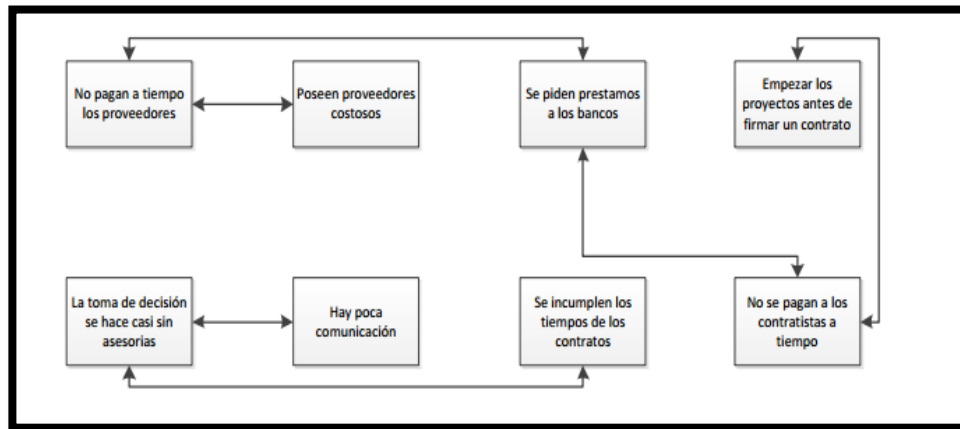 No pagan a tiempo
los proveedores
Poseen proveedores
costosos
Se piden prestamos
a los bancos
Empezar los
proyectos antes de
firmar un contrato
La toma de decisión
se hace casi sin
asesorias
Hay poca
comunicación
Se incumplen los
tiempos de los
contratos
No se pagan a los
contratistas a
tiempo